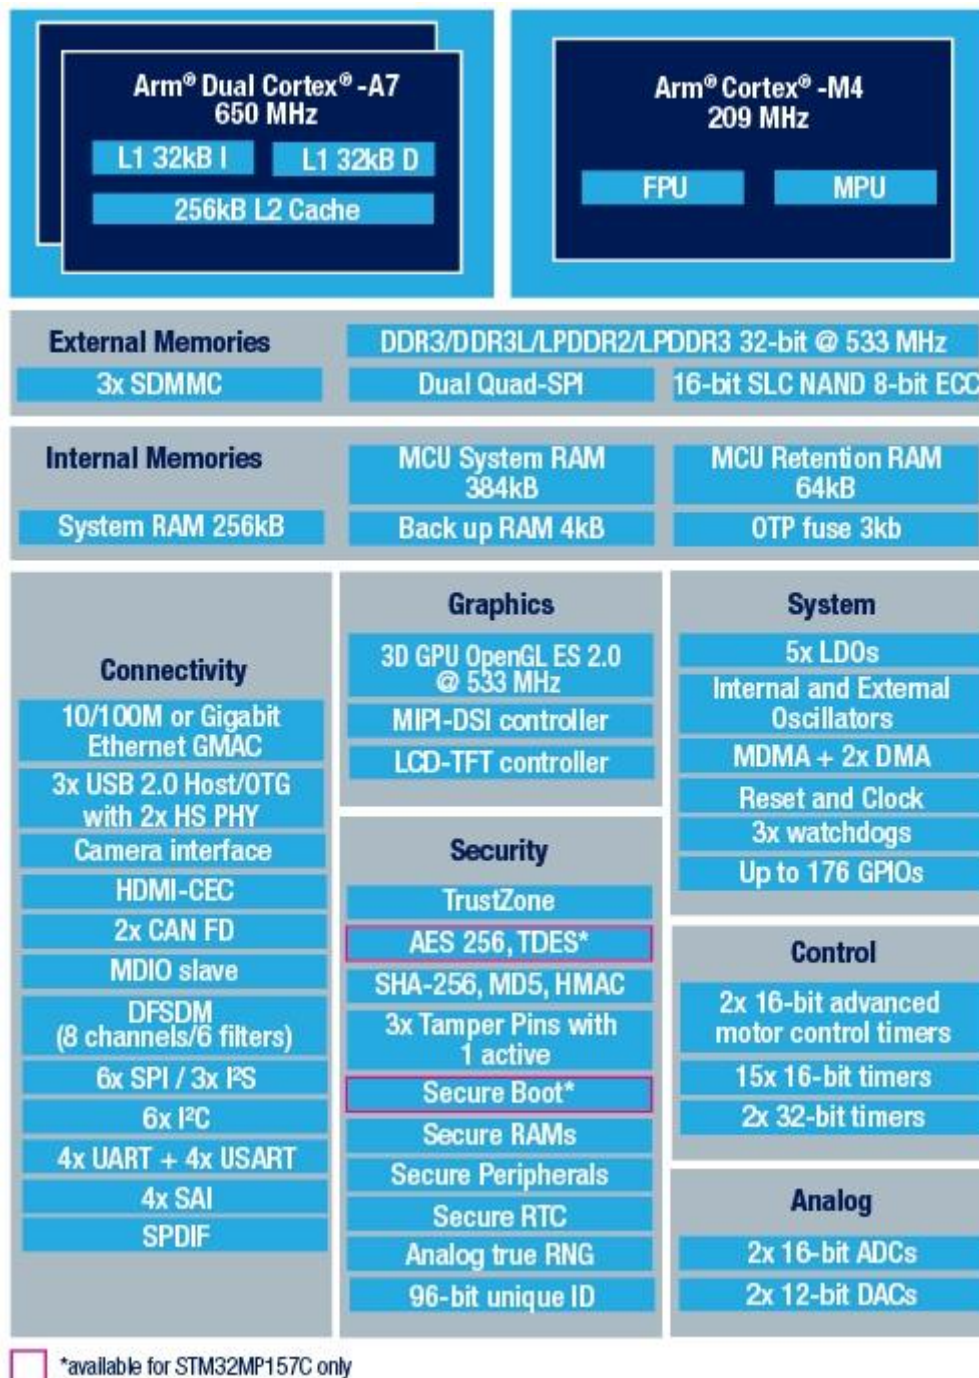 Arm® Dual Cortex®-A7
650 MHz
L1 32kB I
L1 32kB D
256kB L2 Cache
Arm® Cortex®-M4
209 MHz
FPU
MPU
External Memories
DDR3/DDR3L/LPDDR2/LPDDR3 32-bit @ 533 MHz
3x SDMMC
Dual Quad-SPI
16-bit SLC NAND 8-bit ECC
Internal Memories
MCU System RAM
384kB
MCU Retention RAM
64kB
System RAM 256kB
Back up RAM 4kB
OTP fuse 3kb
Connectivity
10/100M or Gigabit
Ethernet GMAC
3x USB 2.0 Host/OTG
with 2x HS PHY
Camera interface
HDMI-CEC
2x CAN FD
MDIO slave
DFSDM
(8 channels/6 filters)
6x SPI / 3x I²S
6x I²C
4x UART + 4x USART
4x SAI
SPDIF
Graphics
3D GPU OpenGL ES 2.0
@ 533 MHz
MIPI-DSI controller
LCD-TFT controller
Security
TrustZone
AES 256, TDES*
SHA-256, MD5, HMAC
3x Tamper Pins with
1 active
Secure Boot*
Secure RAMs
Secure Peripherals
Secure RTC
Analog true RNG
96-bit unique ID
System
5x LDOs
Internal and External
Oscillators
MDMA + 2x DMA
Reset and Clock
3x watchdogs
Up to 176 GPIOs
Control
2x 16-bit advanced
motor control timers
15x 16-bit timers
2x 32-bit timers
Analog
2x 16-bit ADCs
2x 12-bit DACs
*available for STM32MP157C only